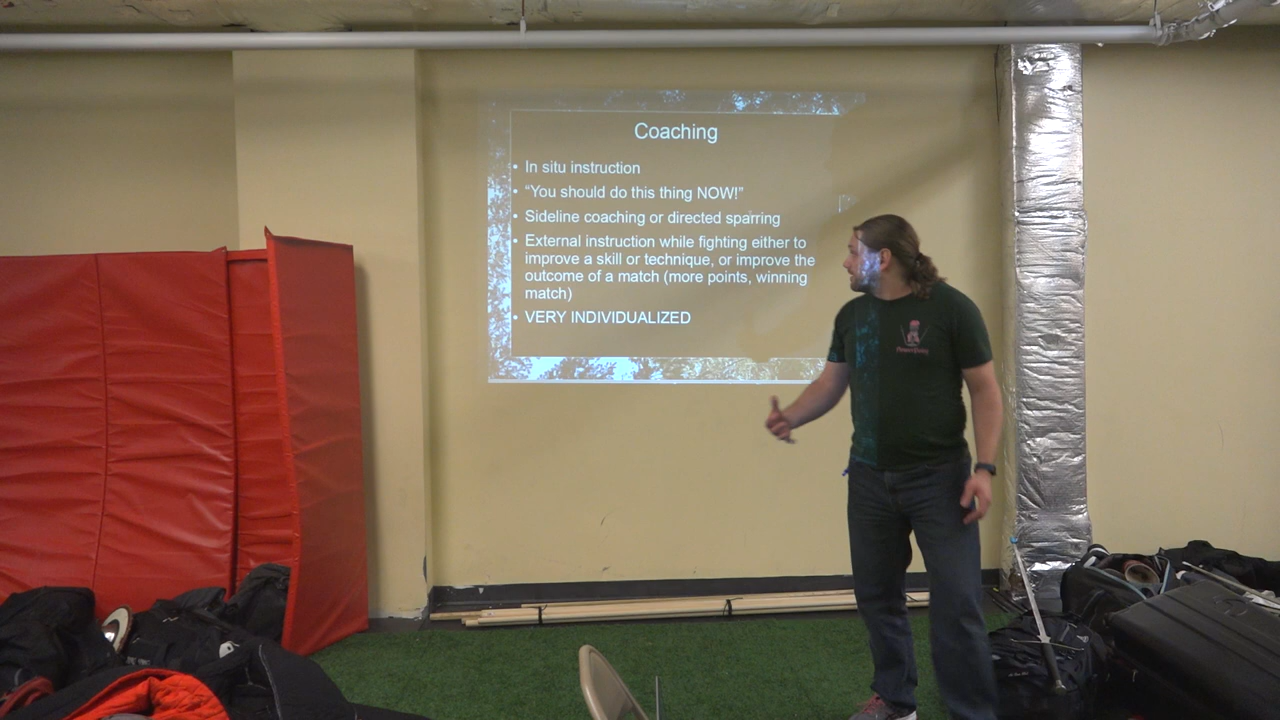 Coaching
• In situ instruction
• “You should do this thing NOW!”
• Sideline coaching or directed sparring
• External instruction while fighting either to
improve a skill or technique, or improve the
outcome of a match (more points, winning
match)
• VERY INDIVIDUALIZED